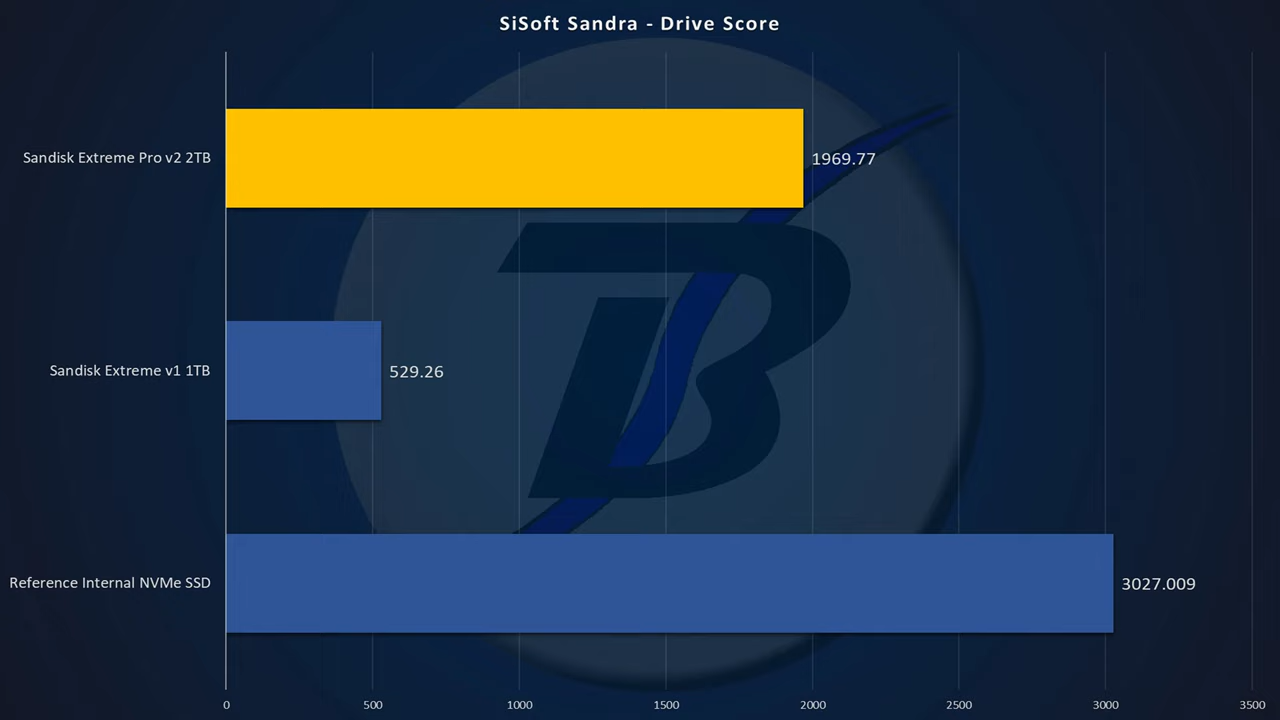 SiSoft Sandra - Drive Score
Sandisk Extreme Pro v2 2TB
1969.77
Sandisk Extreme v1 1TB
529.26
Reference Internal NVMe SSD
3027.009
0 500 1000 1500 2000 2500 3000 3500